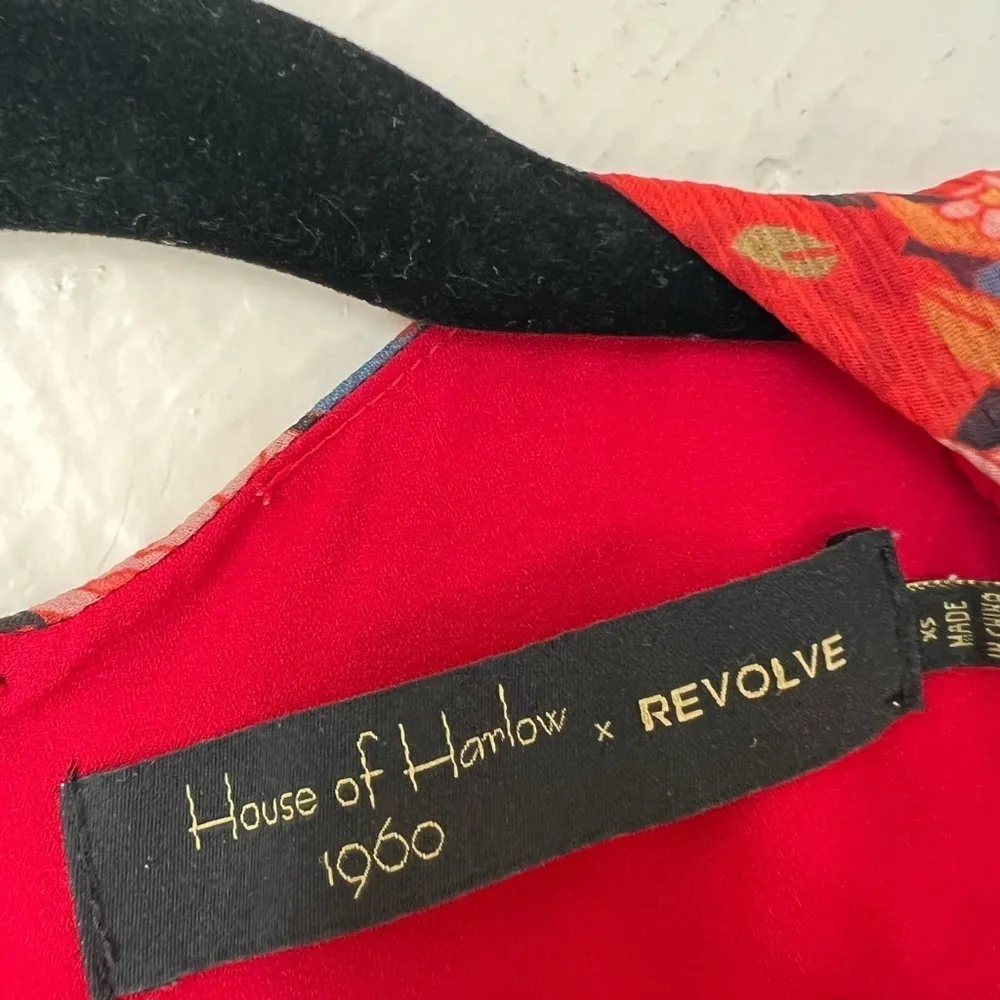 House of Harlow x REVOLVE
1960
XS
MADE
IN CHINA